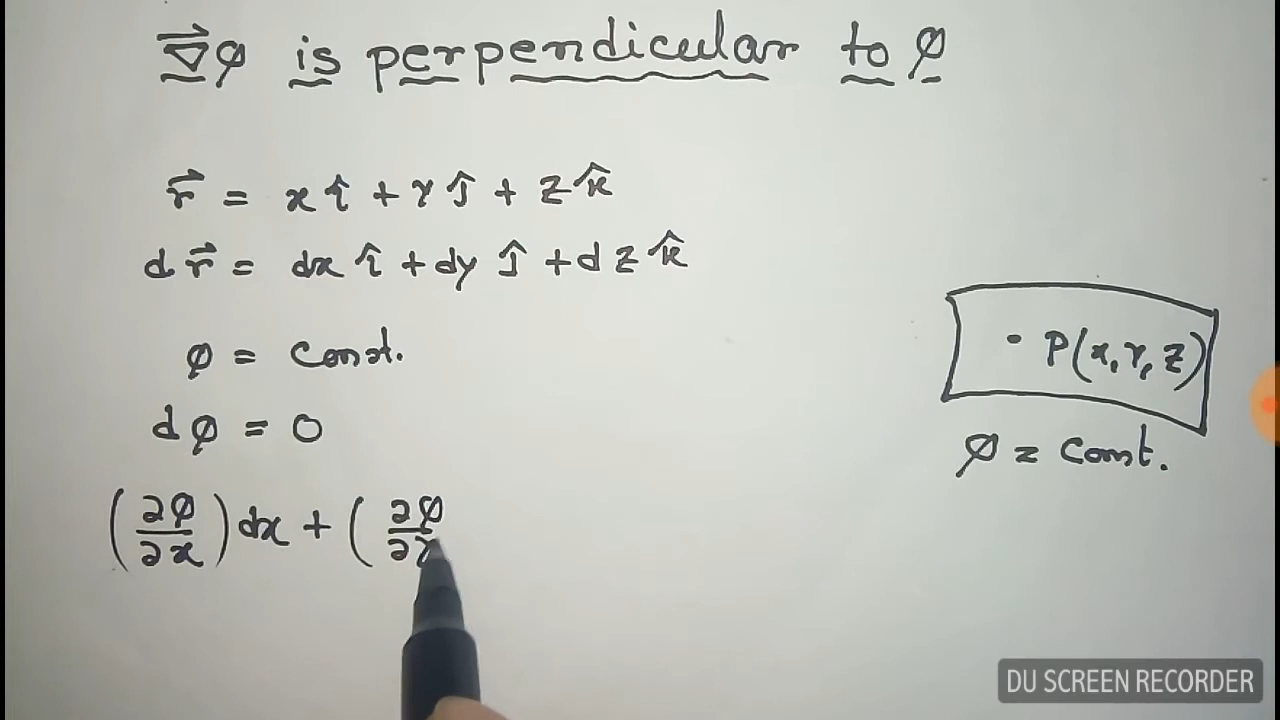 ∇⃗φ is perpendicular to φ
r⃗ = x î + y ĵ + z k̂
dr⃗ = dx î + dy ĵ + dz k̂
φ = Const.
dφ = 0
(∂φ/∂x)dx + (∂φ/∂y
• P(x, y, z)
φ = Const.
DU SCREEN RECORDER